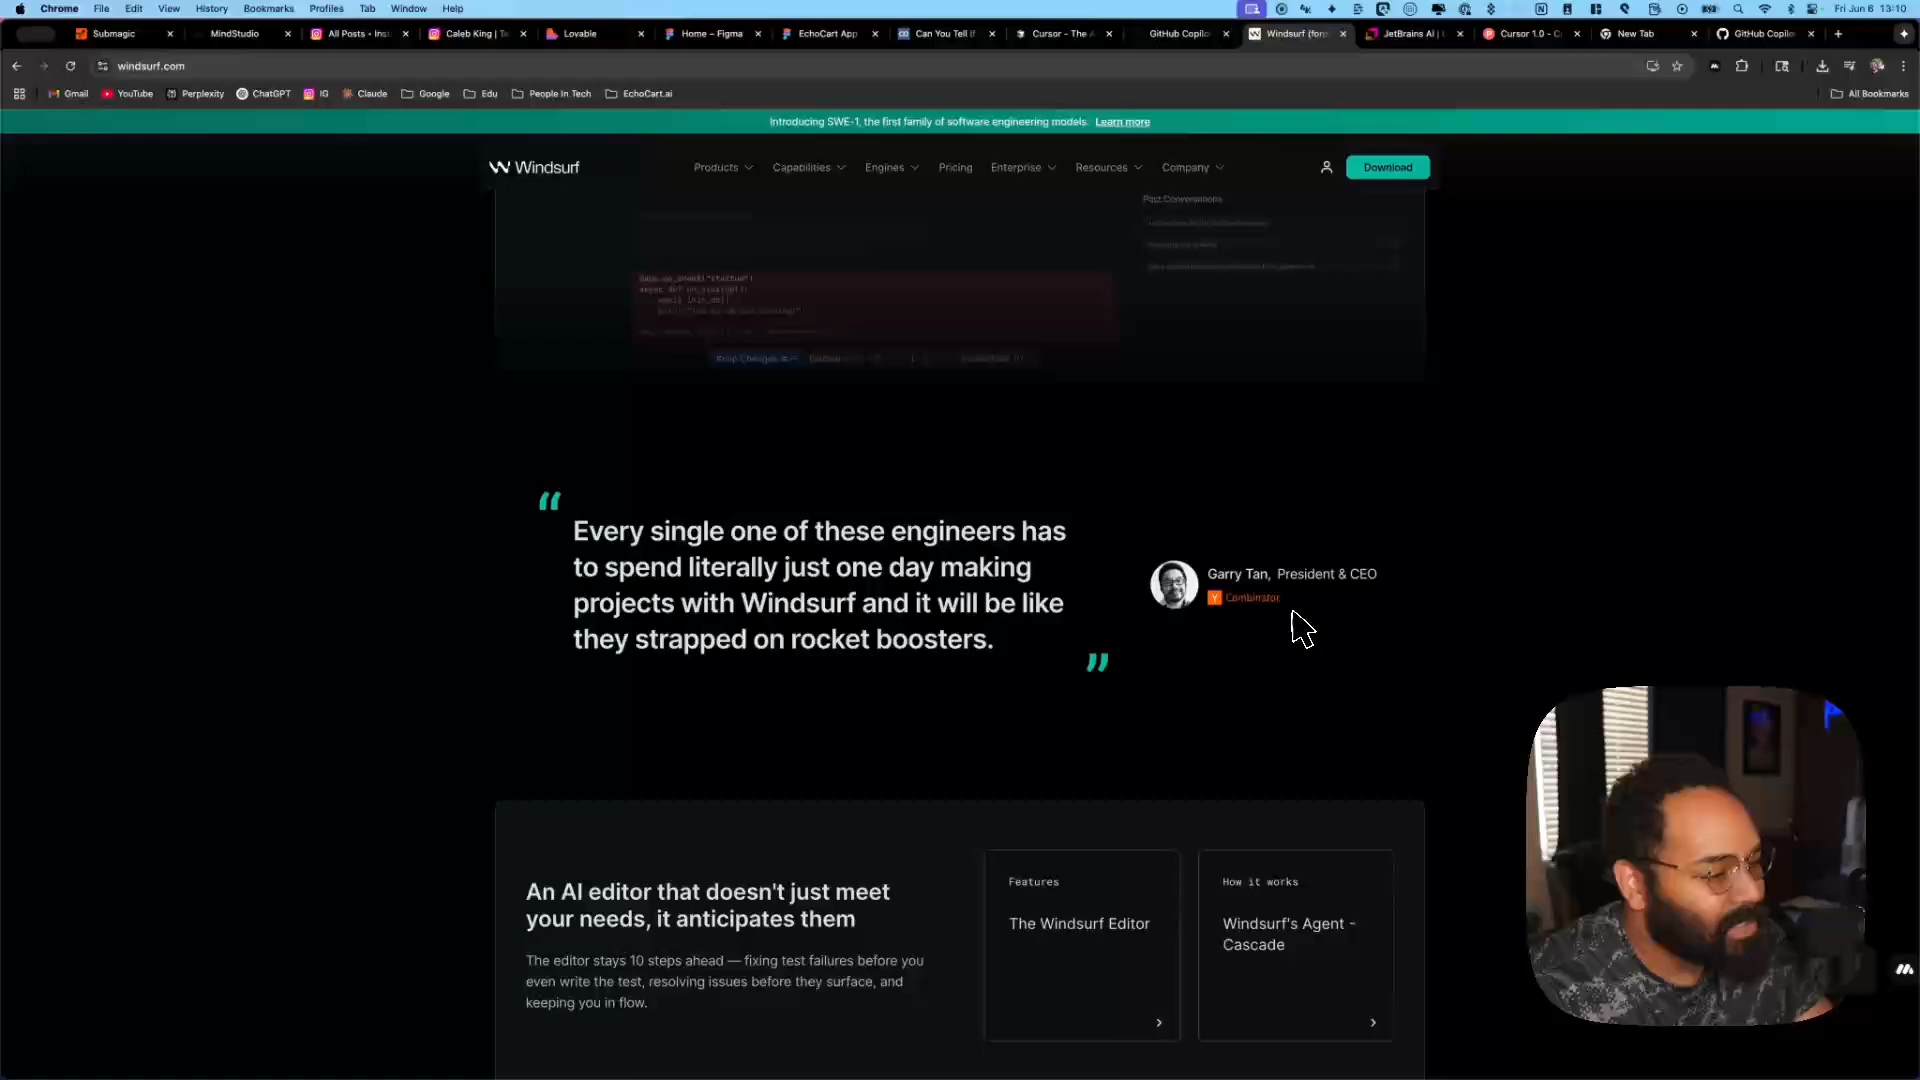 Chrome File Edit View History Bookmarks Profiles Tab Window Help Fri Jun 6 13:10
Submagic MindStudio All Posts - Ins Caleb King | T Lovable Home – Figma EchoCart App Can You Tell If Cursor - The A GitHub Copilo Windsurf (for JetBrains AI | Cursor 1.0 - C New Tab GitHub Copilo
windsurf.com
Gmail YouTube Perplexity ChatGPT IG Claude Google Edu People In Tech EchoCart.ai All Bookmarks
Introducing SWE-1, the first family of software engineering models. Learn more
Windsurf Products Capabilities Engines Pricing Enterprise Resources Company Download
Past Conversations
“
Every single one of these engineers has
to spend literally just one day making
projects with Windsurf and it will be like
they strapped on rocket boosters.
”
Garry Tan, President & CEO
Y Combinator
An AI editor that doesn't just meet
your needs, it anticipates them
The editor stays 10 steps ahead — fixing test failures before you
even write the test, resolving issues before they surface, and
keeping you in flow.
Features
The Windsurf Editor
How it works
Windsurf's Agent -
Cascade